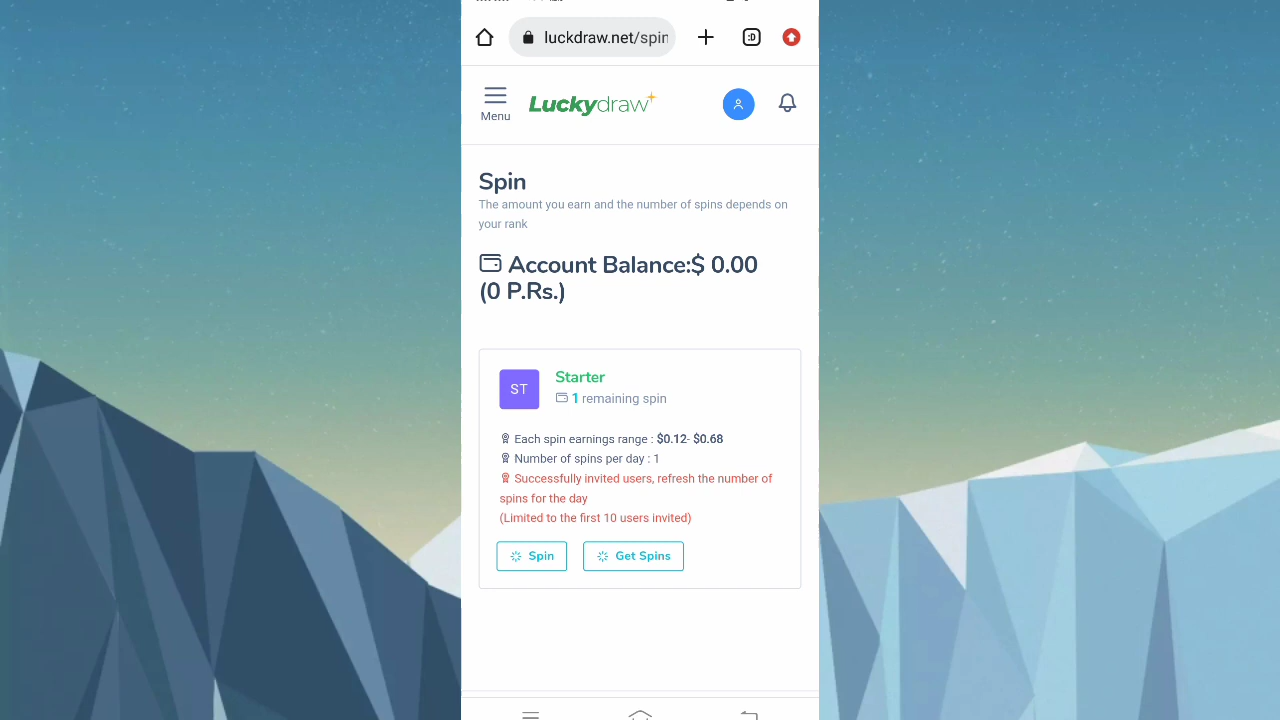 luckdraw.net/spin
:D
Menu
Luckydraw
Spin
The amount you earn and the number of spins depends on
your rank
Account Balance:$ 0.00
(0 P.Rs.)
ST
Starter
1 remaining spin
Each spin earnings range : $0.12- $0.68
Number of spins per day : 1
Successfully invited users, refresh the number of
spins for the day
(Limited to the first 10 users invited)
Spin
Get Spins